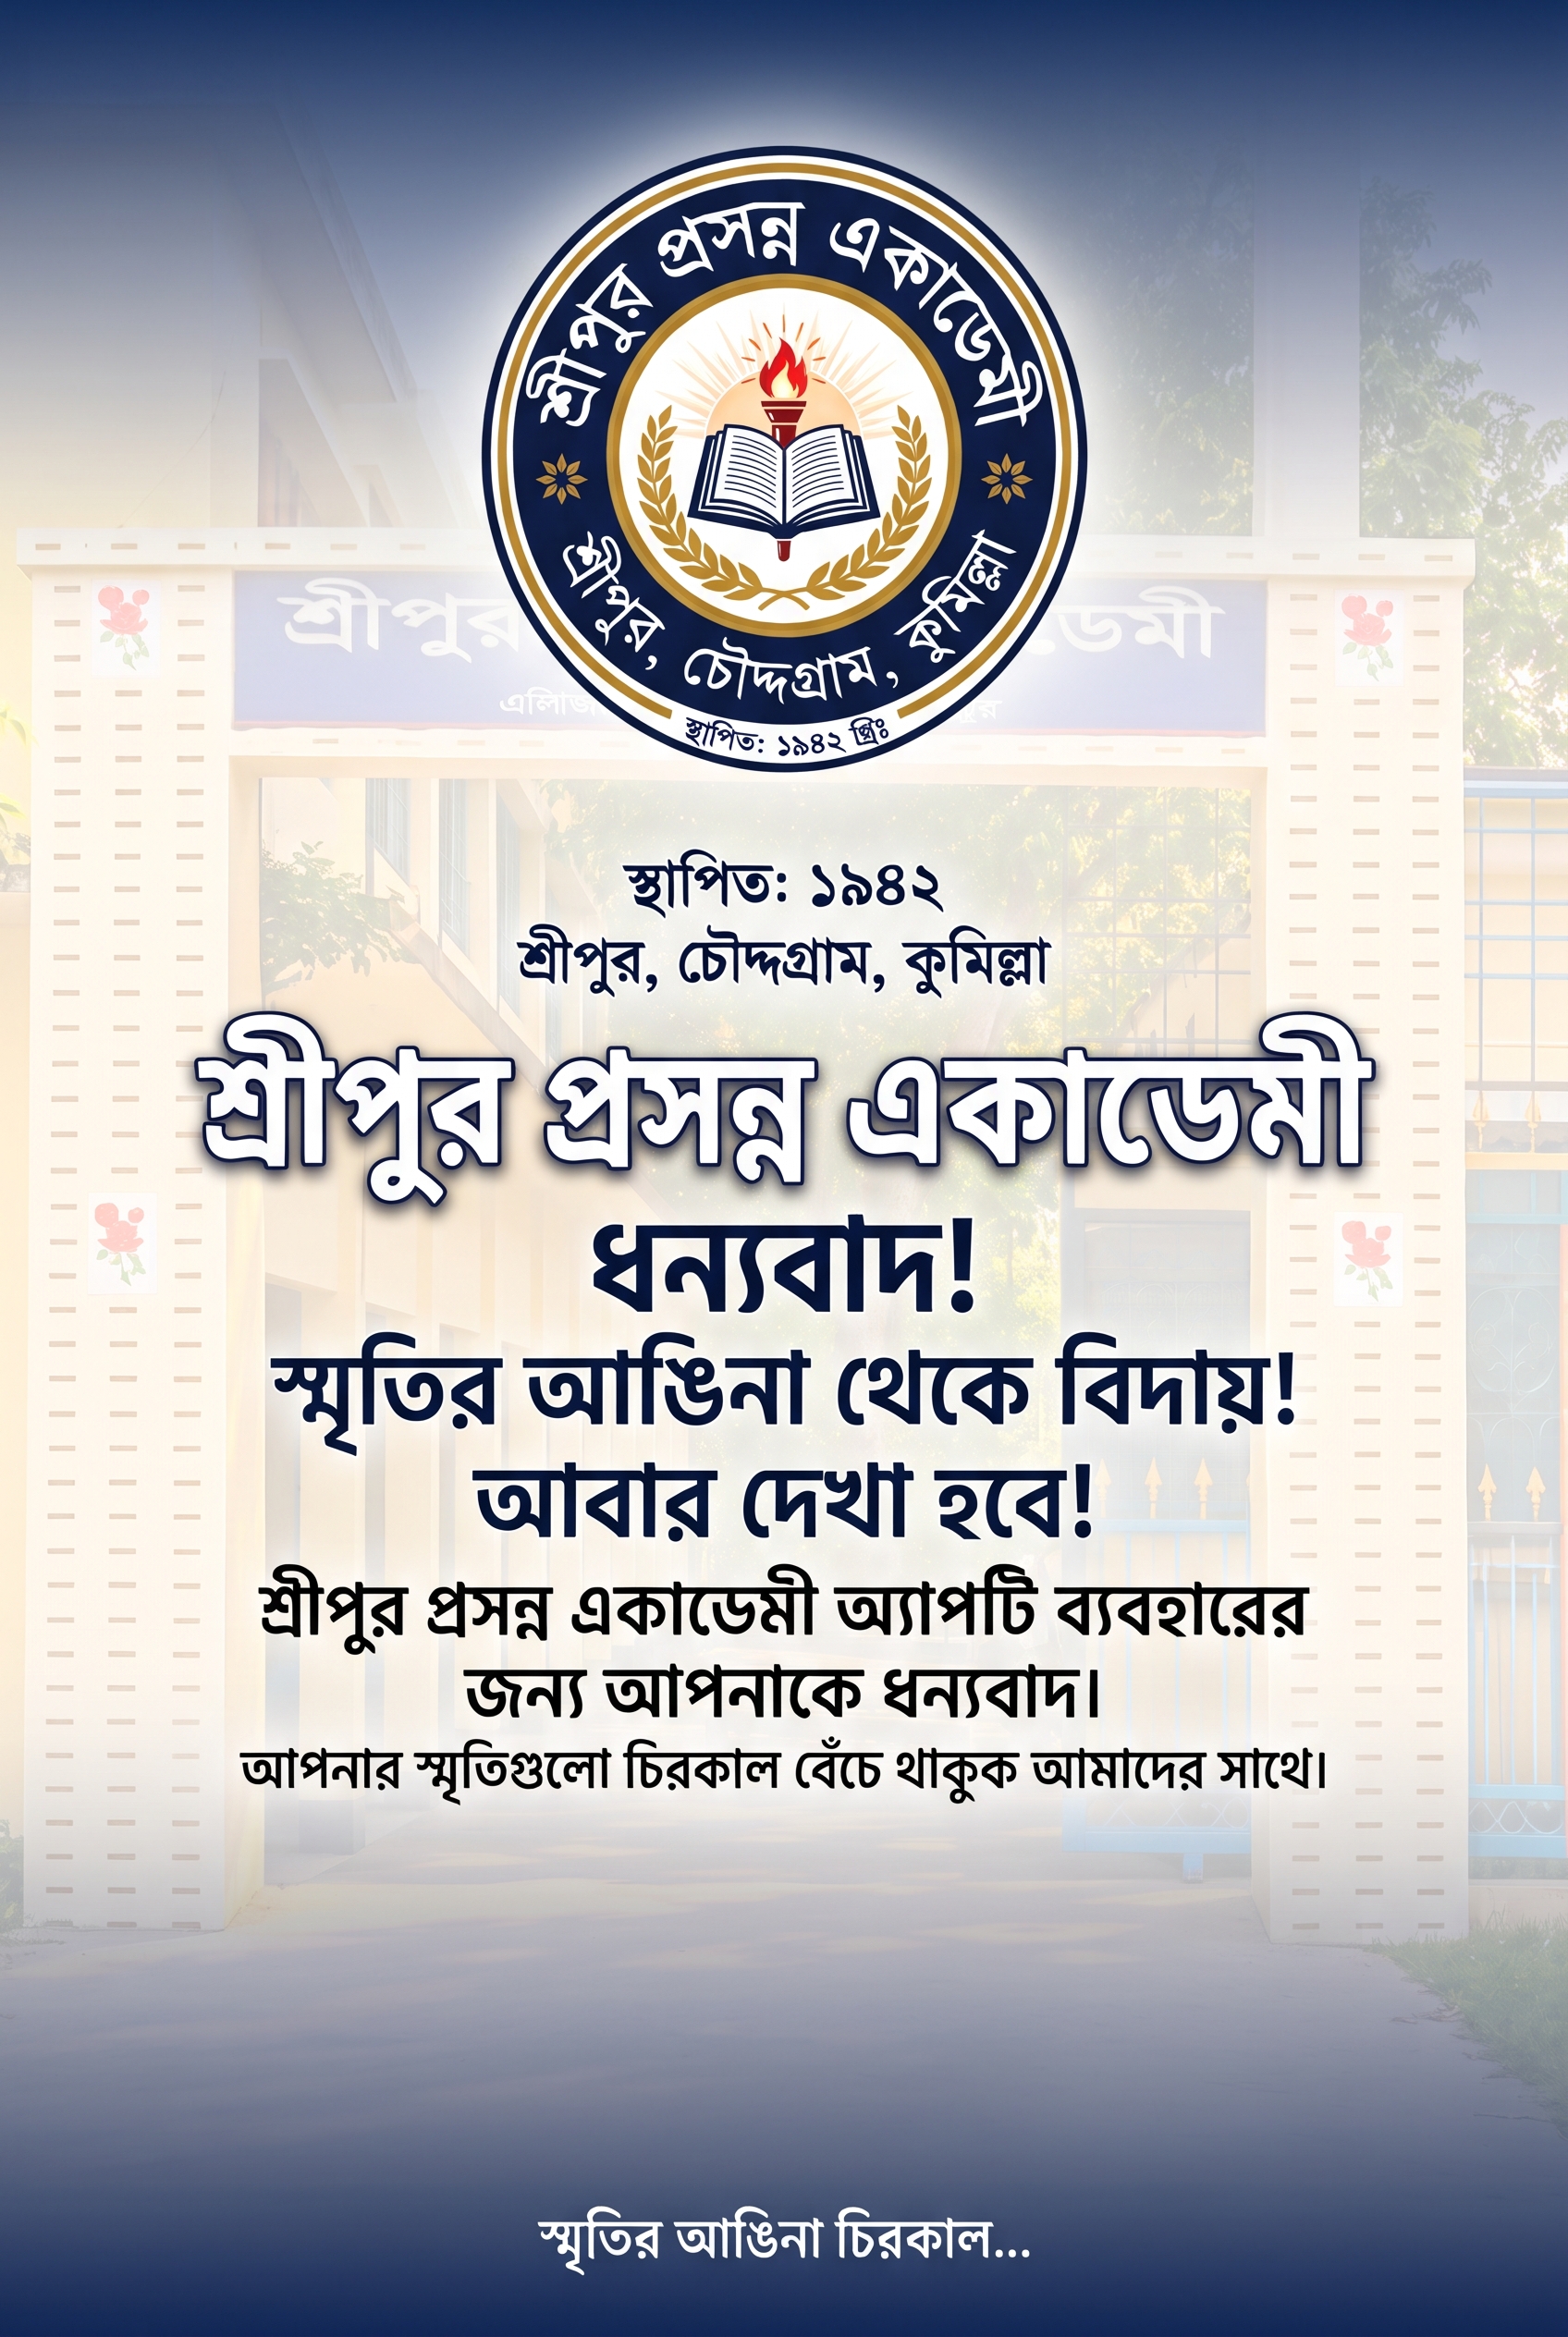 শ্রীপুর প্রসন্ন একাডেমী
শ্রীপুর, চৌদ্দগ্রাম, কুমিল্লা
স্থাপিত: ১৯৪২ খ্রিঃ
শ্রীপুর ডেমী
স্থাপিত: ১৯৪২
শ্রীপুর, চৌদ্দগ্রাম, কুমিল্লা
শ্রীপুর প্রসন্ন একাডেমী
ধন্যবাদ!
স্মৃতির আঙিনা থেকে বিদায়!
আবার দেখা হবে!
শ্রীপুর প্রসন্ন একাডেমী অ্যাপটি ব্যবহারের
জন্য আপনাকে ধন্যবাদ।
আপনার স্মৃতিগুলো চিরকাল বেঁচে থাকুক আমাদের সাথে।
স্মৃতির আঙিনা চিরকাল...